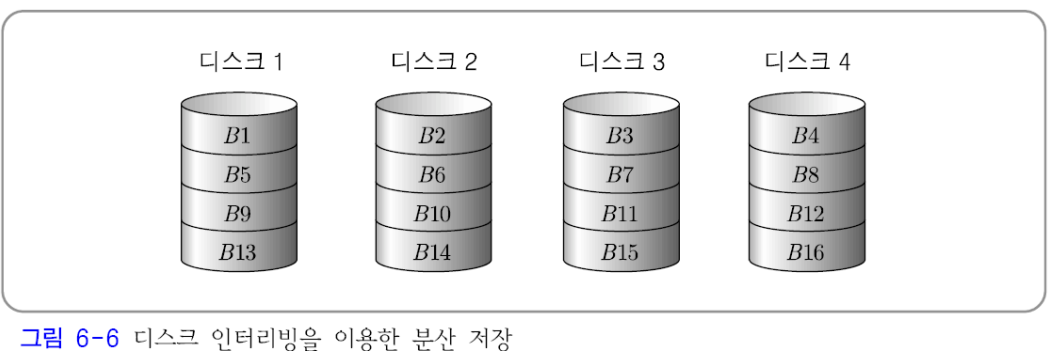 디스크 1 디스크 2 디스크 3 디스크 4
B1 B2 B3 B4
B5 B6 B7 B8
B9 B10 B11 B12
B13 B14 B15 B16
그림 6-6 디스크 인터리빙을 이용한 분산 저장